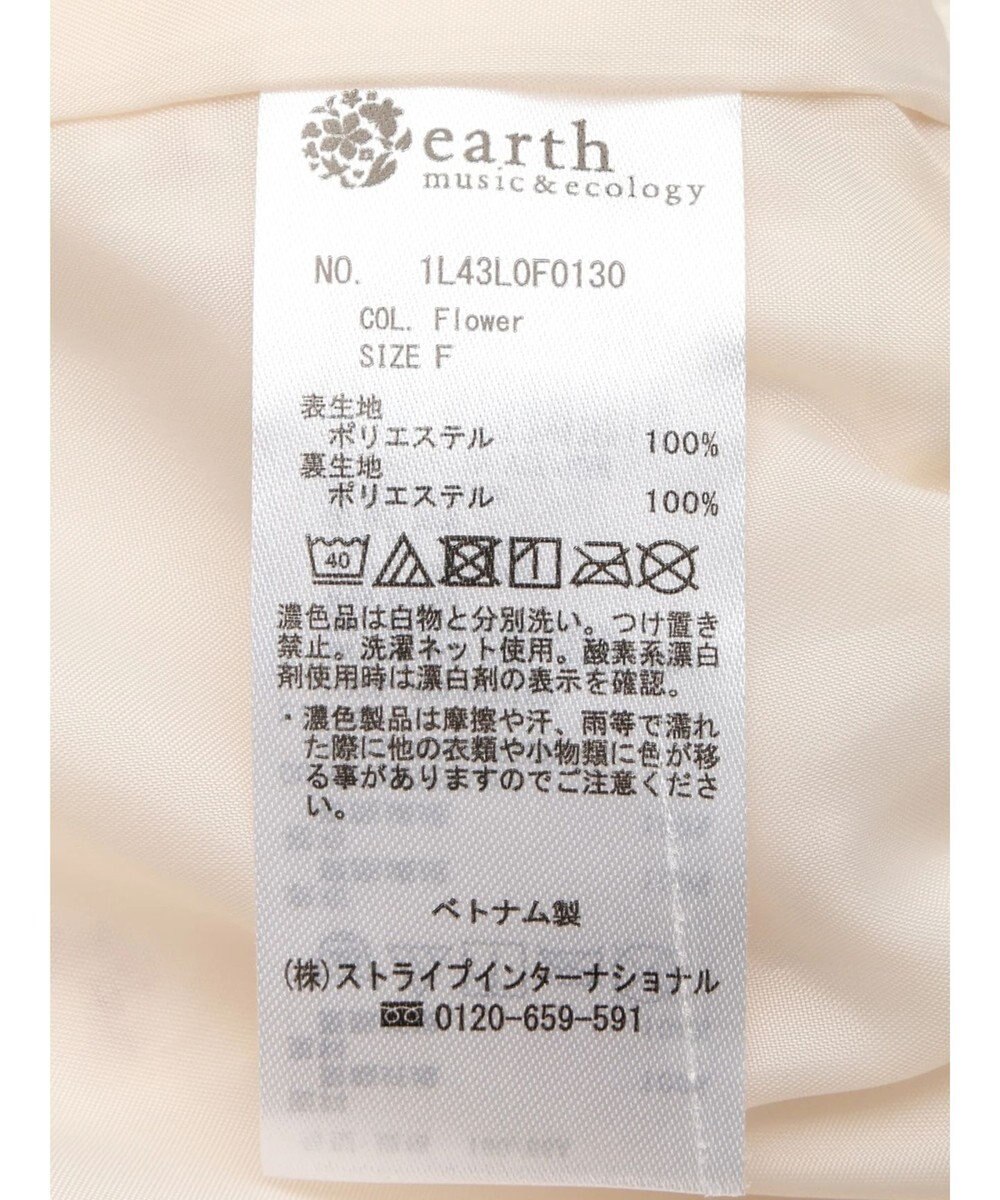 earth
music&ecology
NO. 1L43L0F0130
COL. Flower
SIZE F
表生地
ポリエステル 100%
裏生地
ポリエステル 100%
40
濃色品は白物と分別洗い。つけ置き
禁止。洗濯ネット使用。酸素系漂白
剤使用時は漂白剤の表示を確認。
・濃色製品は摩擦や汗、雨等で濡れ
た際に他の衣類や小物類に色が移
る事がありますのでご注意くださ
い。
ベトナム製
(株)ストライプインターナショナル
0120-659-591